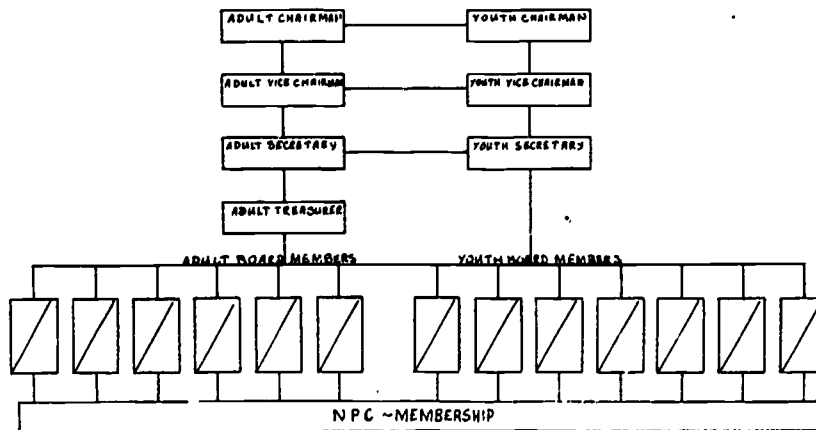 ADULT CHAIRMAN
YOUTH CHAIRMAN
ADULT VICE CHAIRMAN
YOUTH VICE CHAIRMAN
ADULT SECRETARY
YOUTH SECRETARY
ADULT TREASURER
ADULT BOARD MEMBERS
YOUTH BOARD MEMBERS
NPC ~MEMBERSHIP